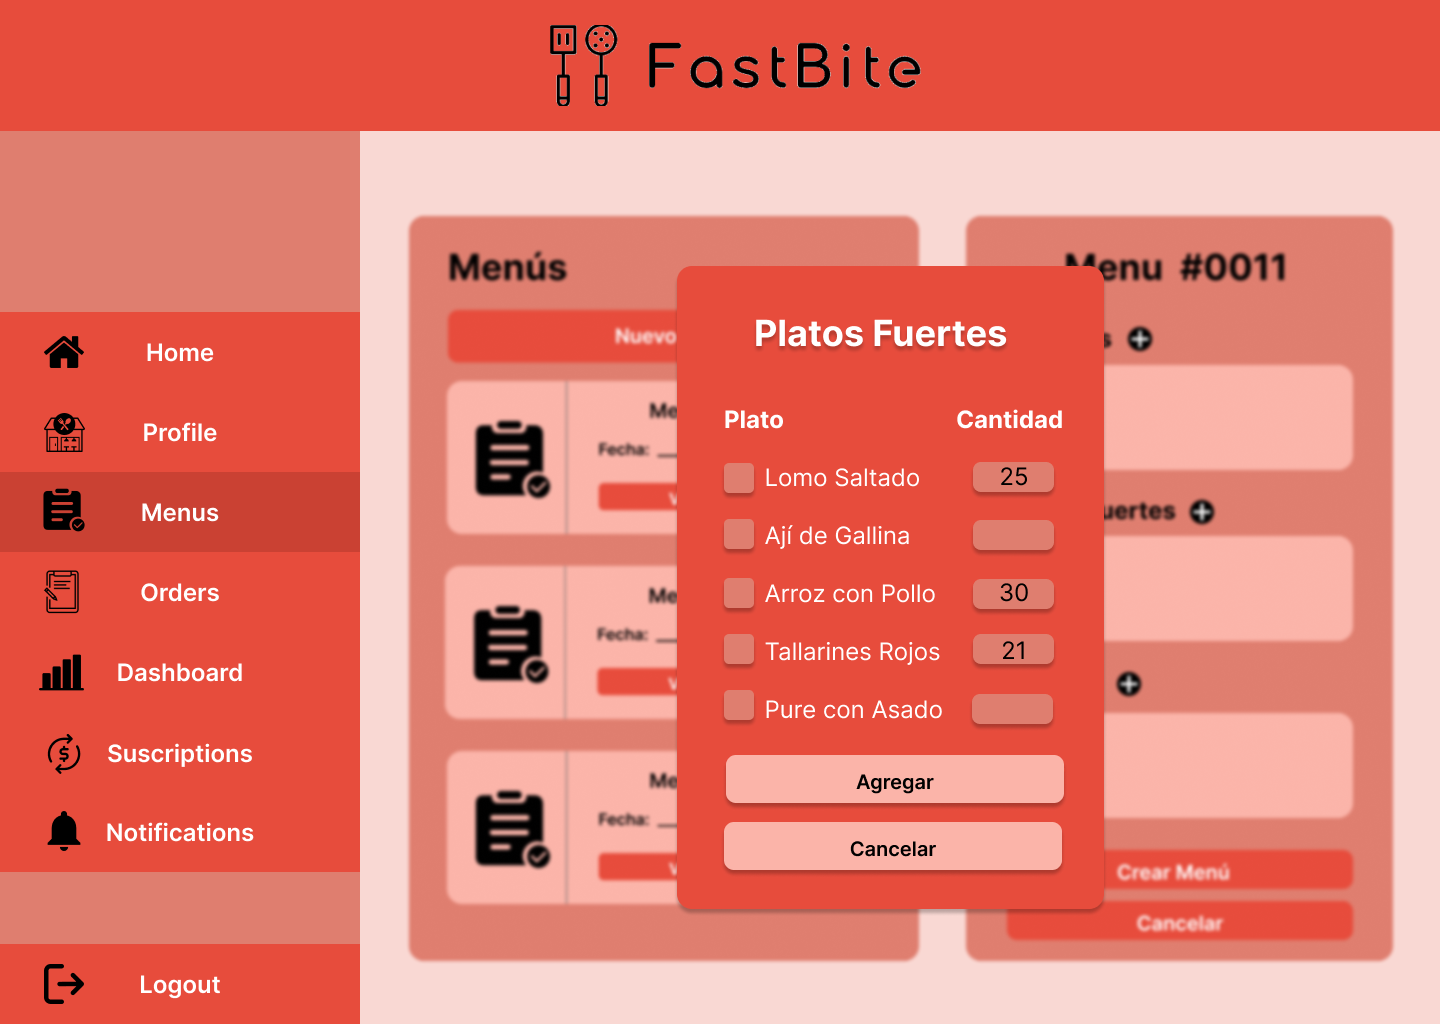 FastBite
Home
Profile
Menus
Orders
Dashboard
Suscriptions
Notifications
Logout
Menús
Nuevo
Me
Fecha:
Me
Fecha:
Me
Fecha:
Menu #0011
s
uertes
Crear Menú
Cancelar
Platos Fuertes
Plato Cantidad
Lomo Saltado 25
Ají de Gallina
Arroz con Pollo 30
Tallarines Rojos 21
Pure con Asado
Agregar
Cancelar